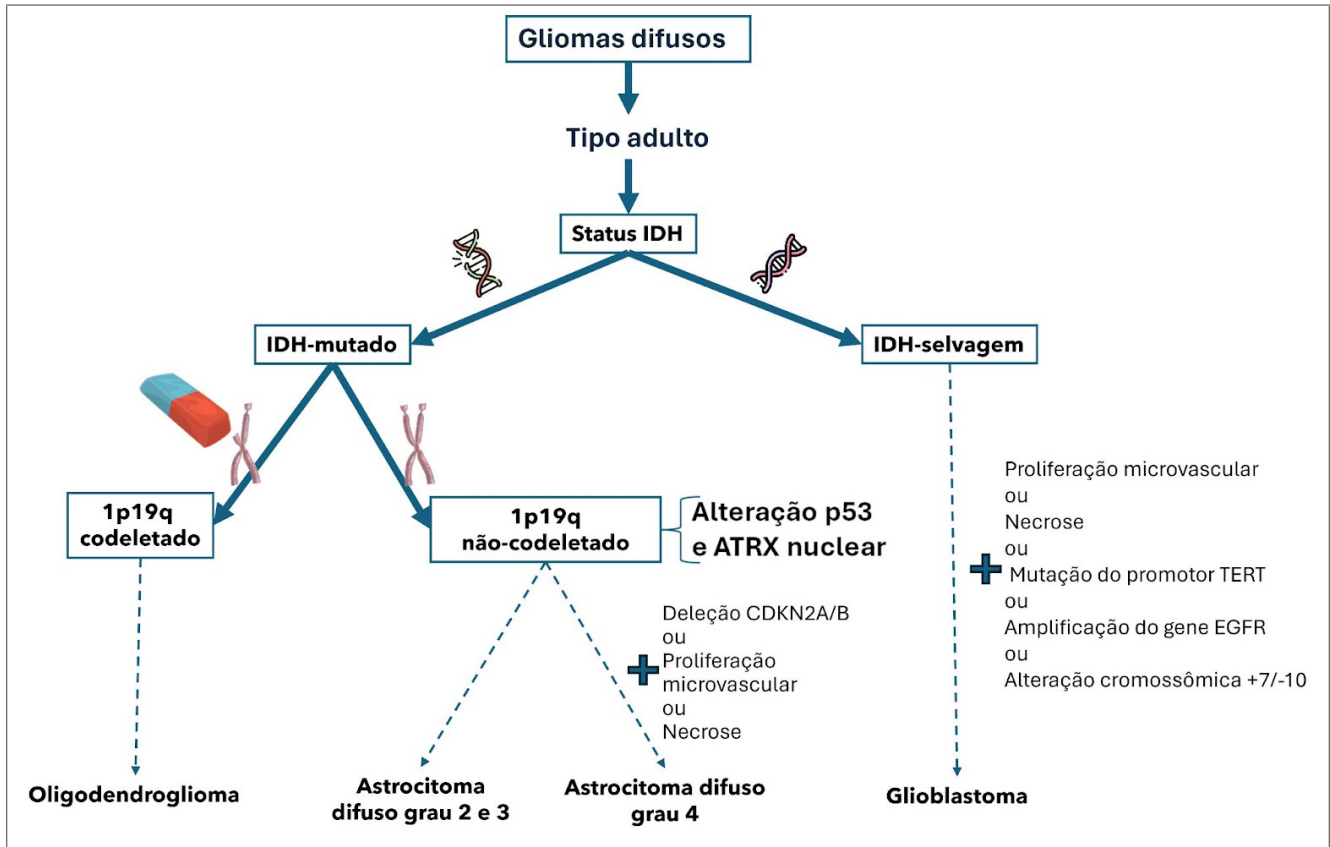 Gliomas difusos
Tipo adulto
Status IDH
IDH-mutado
IDH-selvagem
1p19q
codeletado
1p19q
não-codeletado
Alteração p53
e ATRX nuclear
Deleção CDKN2A/B
ou
Proliferação
microvascular
ou
Necrose
Proliferação microvascular
ou
Necrose
ou
Mutação do promotor TERT
ou
Amplificação do gene EGFR
ou
Alteração cromossômica +7/-10
Oligodendroglioma
Astrocitoma
difuso grau 2 e 3
Astrocitoma difuso
grau 4
Glioblastoma